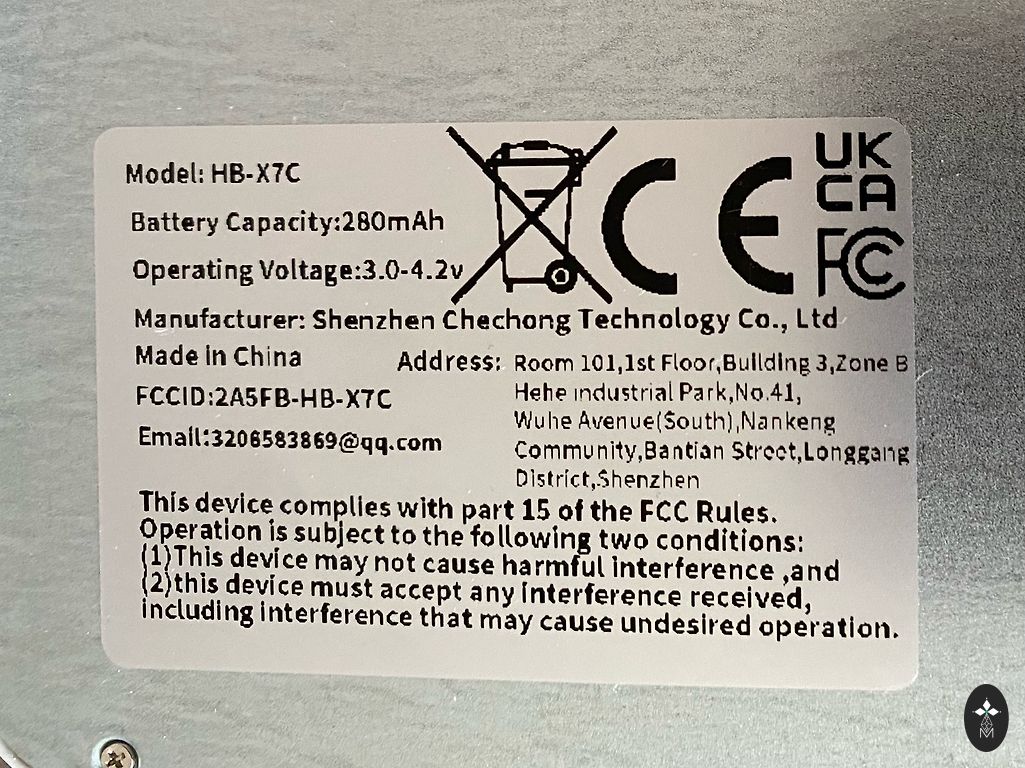 Model: HB-X7C
Battery Capacity:280mAh
Operating Voltage:3.0-4.2v
CE
UK
CA
FC
Manufacturer: Shenzhen Chechong Technology Co., Ltd
Made in China
FCCID:2A5FB-HB-X7C
Email:3206583869@qq.com
Address: Room 101,1st Floor,Building 3,Zone B
Hehe industrial Park,No.41,
Wuhe Avenue(South),Nankeng
Community,Bantian Street,Longgang
District,Shenzhen
This device complies with part 15 of the FCC Rules.
Operation is subject to the following two conditions:
(1)This device may not cause harmful interference ,and
(2)this device must accept any interference received,
including interference that may cause undesired operation.
M